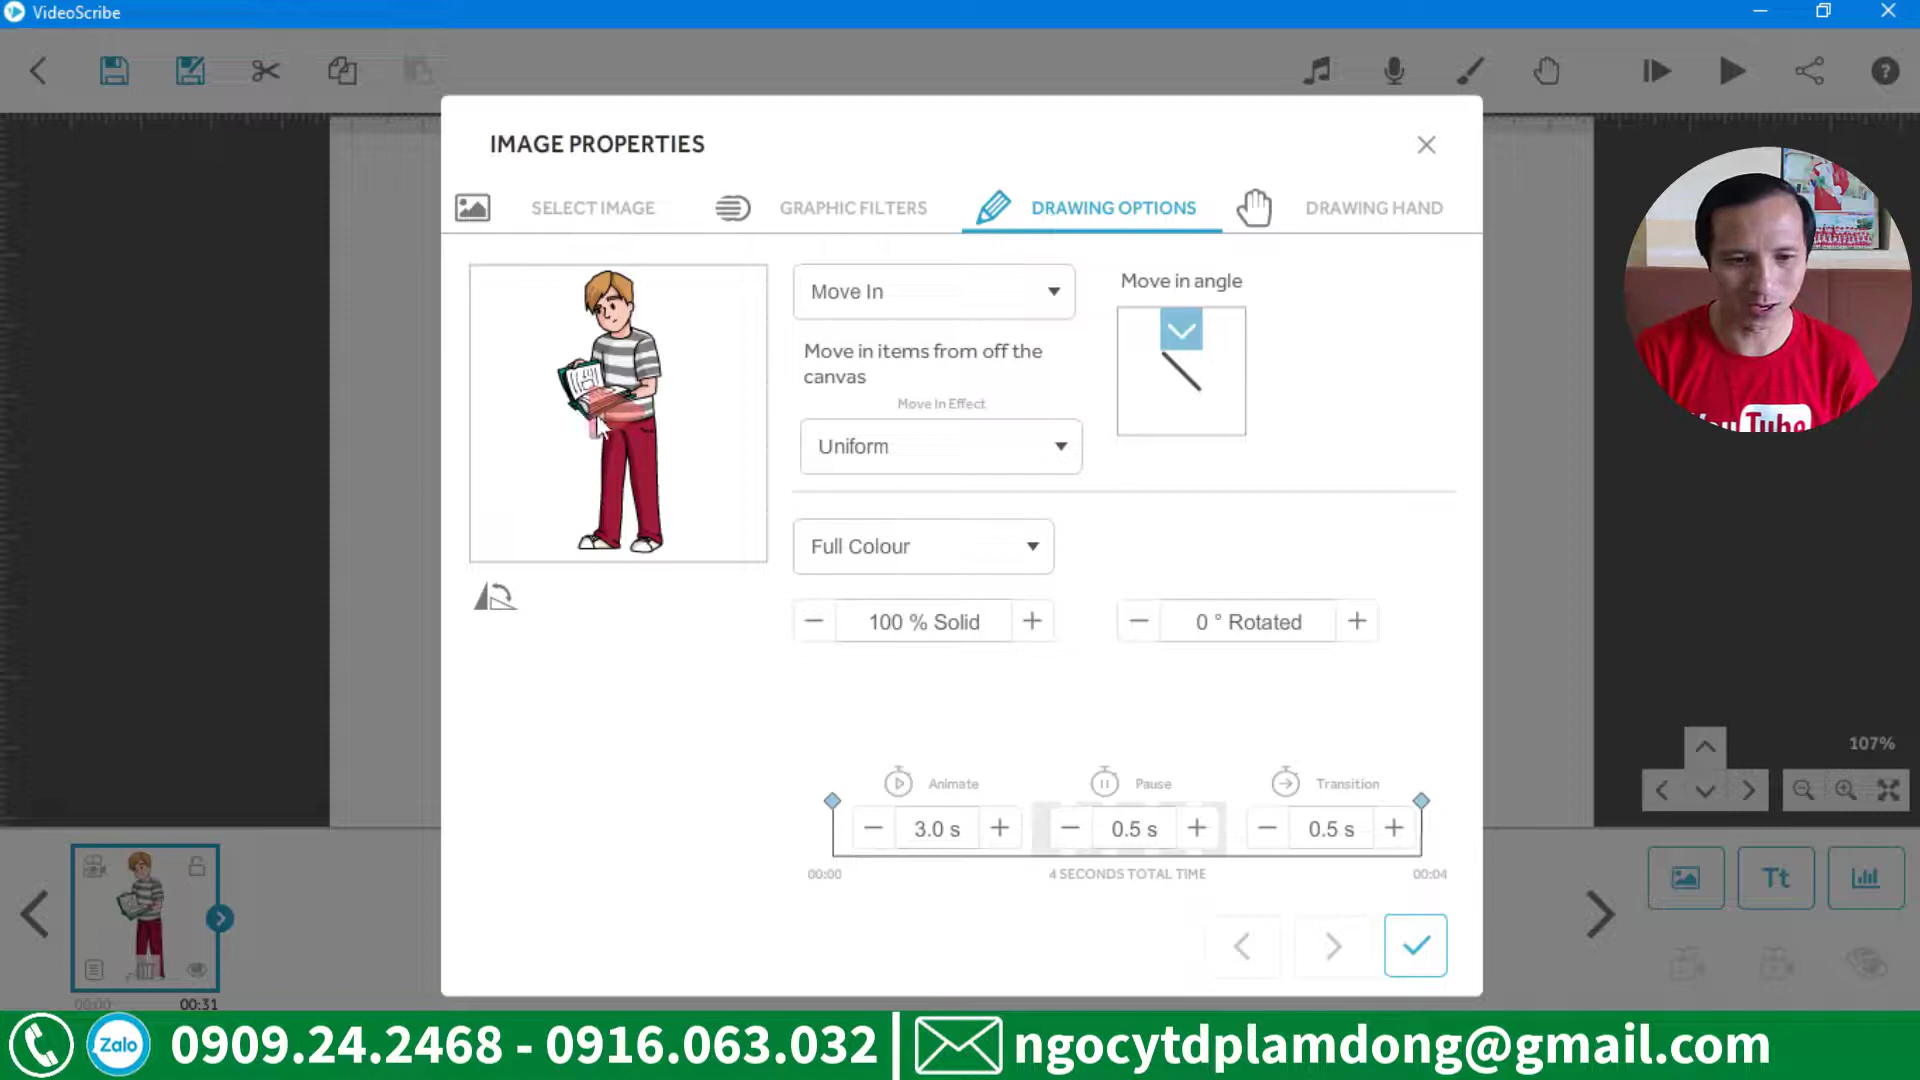 VideoScribe
IMAGE PROPERTIES
SELECT IMAGE
GRAPHIC FILTERS
DRAWING OPTIONS
DRAWING HAND
Move In
Move in angle
Move in items from off the
canvas
Move In Effect
Uniform
Full Colour
100 % Solid
0 ° Rotated
107%
Animate
Pause
Transition
3.0 s
0.5 s
0.5 s
00:00
4 SECONDS TOTAL TIME
00:04
Tt
00:00
00:31
YouTube
Zalo
0909.24.2468 - 0916.063.032
ngocytdplamdong@gmail.com